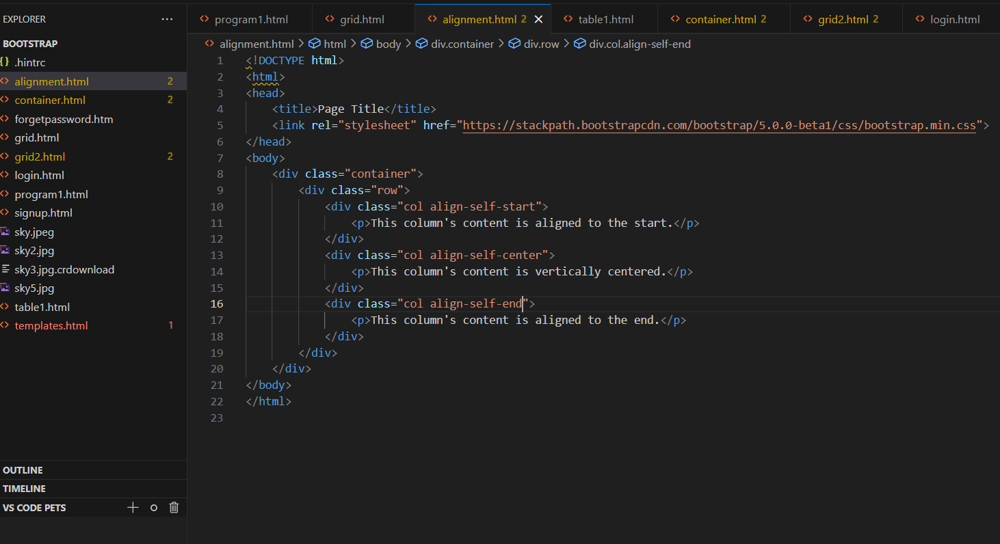 EXPLORER ...
BOOTSTRAP
{} .hintrc
<> alignment.html 2
<> container.html 2
<> forgetpassword.htm
<> grid.html
<> grid2.html 2
<> login.html
<> program1.html
<> signup.html
sky.jpeg
sky2.jpg
sky3.jpg.crdownload
sky5.jpg
<> table1.html
<> templates.html 1
OUTLINE
TIMELINE
VS CODE PETS
<> program1.html <> grid.html <> alignment.html 2 <> table1.html <> container.html 2 <> grid2.html 2 <> login.html
<> alignment.html > html > body > div.container > div.row > div.col.align-self-end
1 <!DOCTYPE html>
2 <html>
3 <head>
4     <title>Page Title</title>
5     <link rel="stylesheet" href="https://stackpath.bootstrapcdn.com/bootstrap/5.0.0-beta1/css/bootstrap.min.css">
6 </head>
7 <body>
8     <div class="container">
9         <div class="row">
10             <div class="col align-self-start">
11                 <p>This column's content is aligned to the start.</p>
12             </div>
13             <div class="col align-self-center">
14                 <p>This column's content is vertically centered.</p>
15             </div>
16             <div class="col align-self-end">
17                 <p>This column's content is aligned to the end.</p>
18             </div>
19         </div>
20     </div>
21 </body>
22 </html>
23